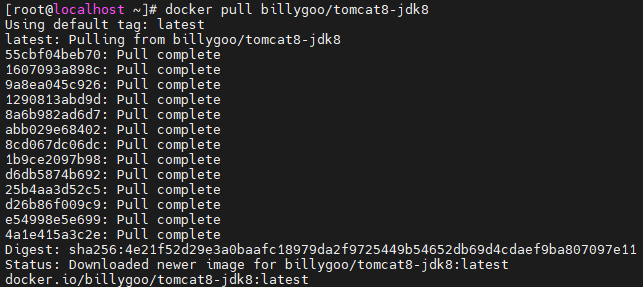 [root@localhost ~]# docker pull billygoo/tomcat8-jdk8
Using default tag: latest
latest: Pulling from billygoo/tomcat8-jdk8
55cbf04beb70: Pull complete
1607093a898c: Pull complete
9a8ea045c926: Pull complete
1290813abd9d: Pull complete
8a6b982ad6d7: Pull complete
abb029e68402: Pull complete
8cd067dc06dc: Pull complete
1b9ce2097b98: Pull complete
d6db5874b692: Pull complete
25b4aa3d52c5: Pull complete
d26b86f009c9: Pull complete
e54998e5e699: Pull complete
4a1e415a3c2e: Pull complete
Digest: sha256:4e21f52d29e3a0baafc18979da2f9725449b54652db69d4cdaef9ba807097e11
Status: Downloaded newer image for billygoo/tomcat8-jdk8:latest
docker.io/billygoo/tomcat8-jdk8:latest